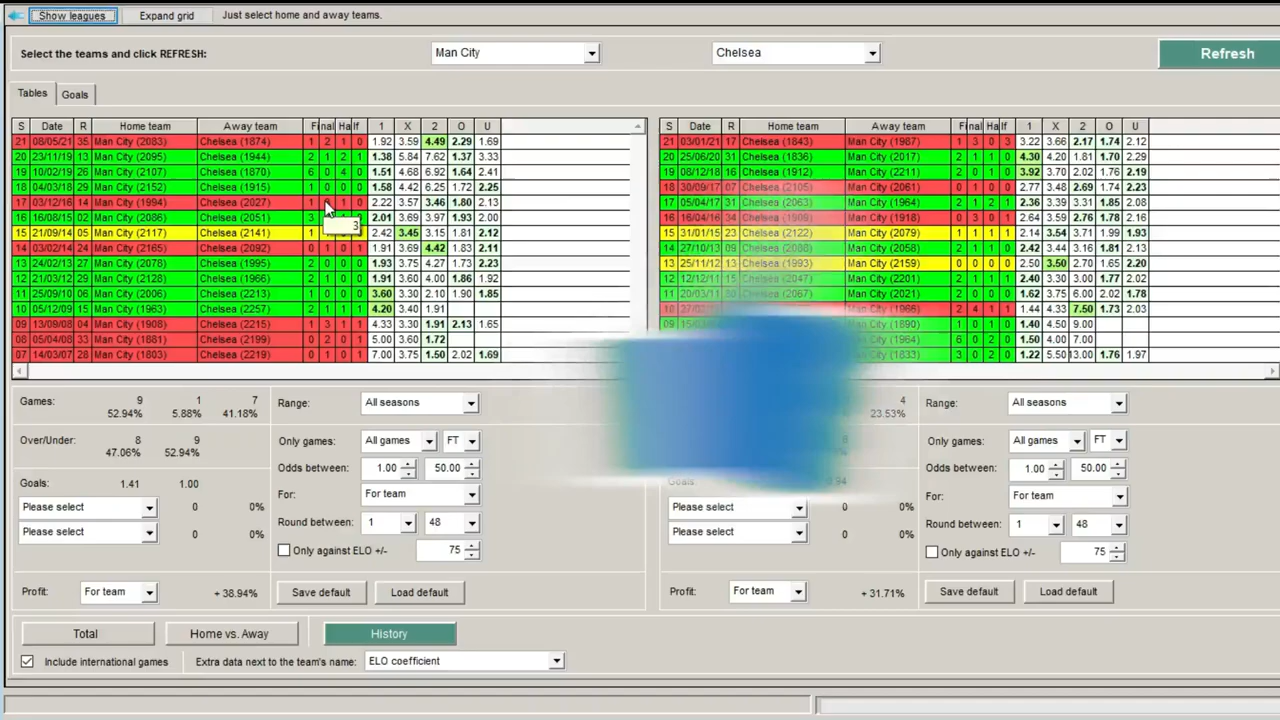 Show leagues Expand grid Just select home and away teams.
Select the teams and click REFRESH: Man City Chelsea Refresh
Tables Goals
S Date R Home team Away team Final Half 1 X 2 O U
21 08/05/21 35 Man City (2083) Chelsea (1874) 1 2 1 0 1.92 3.59 4.49 2.29 1.69
20 23/11/19 13 Man City (2095) Chelsea (1944) 2 1 2 1 1.38 5.84 7.62 1.37 3.33
19 10/02/19 26 Man City (2107) Chelsea (1870) 6 0 4 0 1.51 4.68 6.92 1.64 2.41
18 04/03/18 29 Man City (2152) Chelsea (1915) 1 0 0 0 1.58 4.42 6.25 1.72 2.25
17 03/12/16 14 Man City (1994) Chelsea (2027) 1 1 0 2.22 3.57 3.46 1.80 2.13
16 16/08/15 02 Man City (2086) Chelsea (2051) 3 2.01 3.69 3.97 1.93 2.00
3
15 21/09/14 05 Man City (2117) Chelsea (2141) 1 2.42 3.45 3.15 1.81 2.12
14 03/02/14 24 Man City (2165) Chelsea (2092) 0 1 0 1 1.91 3.69 4.42 1.83 2.11
13 24/02/13 27 Man City (2078) Chelsea (1995) 2 0 0 0 1.93 3.75 4.27 1.73 2.23
12 21/03/12 29 Man City (2128) Chelsea (1966) 2 1 0 0 1.91 3.60 4.00 1.86 1.92
11 25/09/10 06 Man City (2006) Chelsea (2213) 1 0 0 0 3.60 3.30 2.10 1.90 1.85
10 05/12/09 15 Man City (1963) Chelsea (2257) 2 1 1 1 4.20 3.40 1.91
09 13/09/08 04 Man City (1908) Chelsea (2215) 1 3 1 1 4.33 3.30 1.91 2.13 1.65
08 05/04/08 33 Man City (1881) Chelsea (2199) 0 2 0 1 5.00 3.60 1.72
07 14/03/07 28 Man City (1803) Chelsea (2219) 0 1 0 1 7.00 3.75 1.50 2.02 1.69
S Date R Home team Away team Final Half 1 X 2 O U
21 03/01/21 17 Chelsea (1843) Man City (1987) 1 3 0 3 3.22 3.66 2.17 1.74 2.12
20 25/06/20 31 Chelsea (1836) Man City (2017) 2 1 1 0 4.30 4.20 1.81 1.70 2.29
19 08/12/18 16 Chelsea (1912) Man City (2211) 2 0 1 0 3.92 3.70 2.02 1.76 2.19
18 30/09/17 07 Chelsea (2105) Man City (2061) 0 1 0 0 2.77 3.48 2.69 1.74 2.23
17 05/04/17 31 Chelsea (2063) Man City (1964) 2 1 2 1 2.36 3.39 3.31 1.85 2.08
16 16/04/16 34 Chelsea (1909) Man City (1918) 0 3 0 1 2.64 3.59 2.76 1.78 2.16
15 31/01/15 23 Chelsea (2122) Man City (2079) 1 1 1 1 2.14 3.54 3.71 1.99 1.93
14 27/10/13 09 Chelsea (2088) Man City (2058) 2 1 1 0 2.42 3.44 3.16 1.81 2.13
13 25/11/12 13 Chelsea (1993) Man City (2159) 0 0 0 0 2.50 3.50 2.70 1.65 2.20
12 12/12/11 Chelsea (2047) Man City (2201) 2 1 1 1 2.40 3.30 3.00 1.77 2.02
11 20/03/11 Chelsea (2067) Man City (2021) 2 0 0 0 1.62 3.75 6.00 2.02 1.78
Man City (1965) 2 4 1 1 1.44 4.33 7.50 1.73 2.03
09 Man City (1890) 1 0 1 0 1.40 4.50 9.00
Man City (1964) 6 0 2 0 1.50 4.00 7.00
Man City (1833) 3 0 2 0 1.22 5.50 13.00 1.76 1.97
Games: 9 1 7
52.94% 5.88% 41.18%
Over/Under: 8 9
47.06% 52.94%
Goals: 1.41 1.00
Please select 0 0%
Please select 0 0%
Profit: For team + 38.94%
Range: All seasons
Only games: All games FT
Odds between: 1.00 50.00
For: For team
Round between: 1 48
Only against ELO +/- 75
Save default Load default
4
23.53%
Please select 0 0%
Please select 0 0%
Profit: For team + 31.71%
Range: All seasons
Only games: All games FT
Odds between: 1.00 50.00
For: For team
Round between: 1 48
Only against ELO +/- 75
Save default Load default
Total Home vs. Away History
Include international games Extra data next to the team's name: ELO coefficient